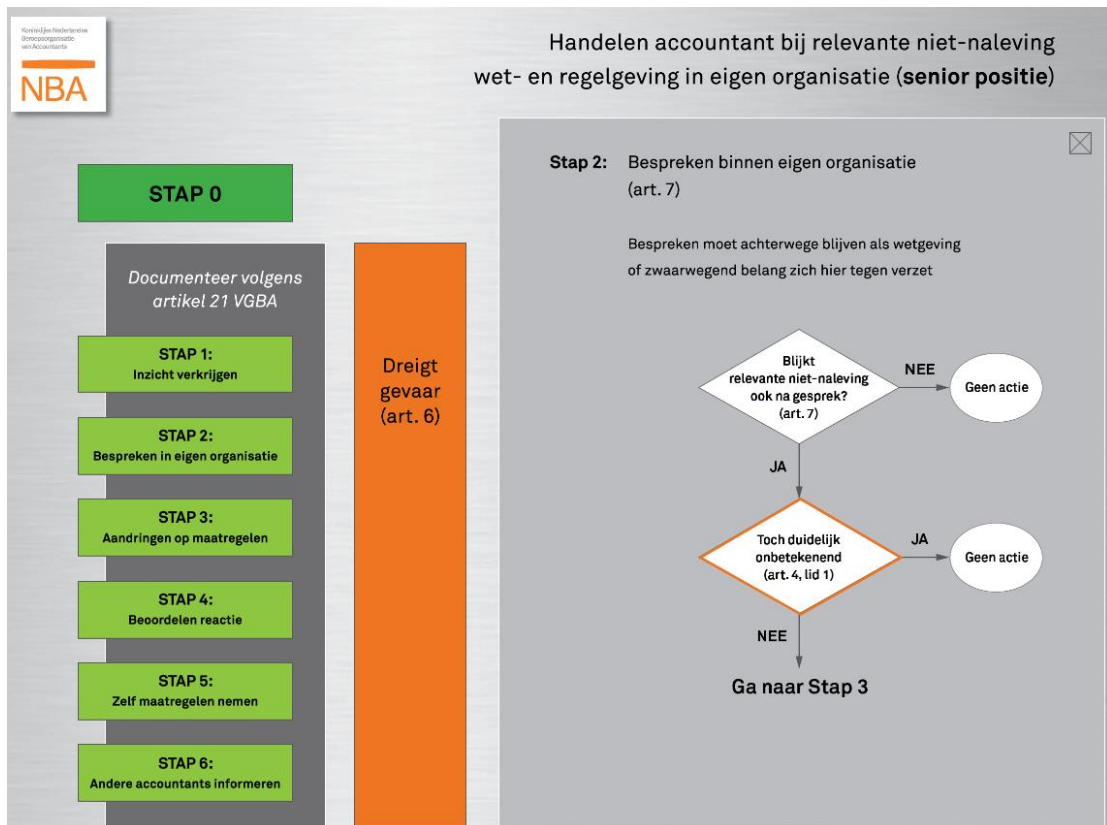 Koninklijke Nederlandse
Beroepsorganisatie
van Accountants
NBA
Handelen accountant bij relevante niet-naleving
wet- en regelgeving in eigen organisatie (senior positie)
STAP 0
Documenteer volgens
artikel 21 VGBA
STAP 1:
Inzicht verkrijgen
STAP 2:
Bespreken in eigen organisatie
STAP 3:
Aandringen op maatregelen
STAP 4:
Beoordelen reactie
STAP 5:
Zelf maatregelen nemen
STAP 6:
Andere accountants informeren
Dreigt
gevaar
(art. 6)
Stap 2: Bespreken binnen eigen organisatie
(art. 7)
Bespreken moet achterwege blijven als wetgeving
of zwaarwegend belang zich hier tegen verzet
Blijkt
relevante niet-naleving
ook na gesprek?
(art. 7)
NEE
Geen actie
JA
Toch duidelijk
onbetekenend
(art. 4, lid 1)
JA
Geen actie
NEE
Ga naar Stap 3